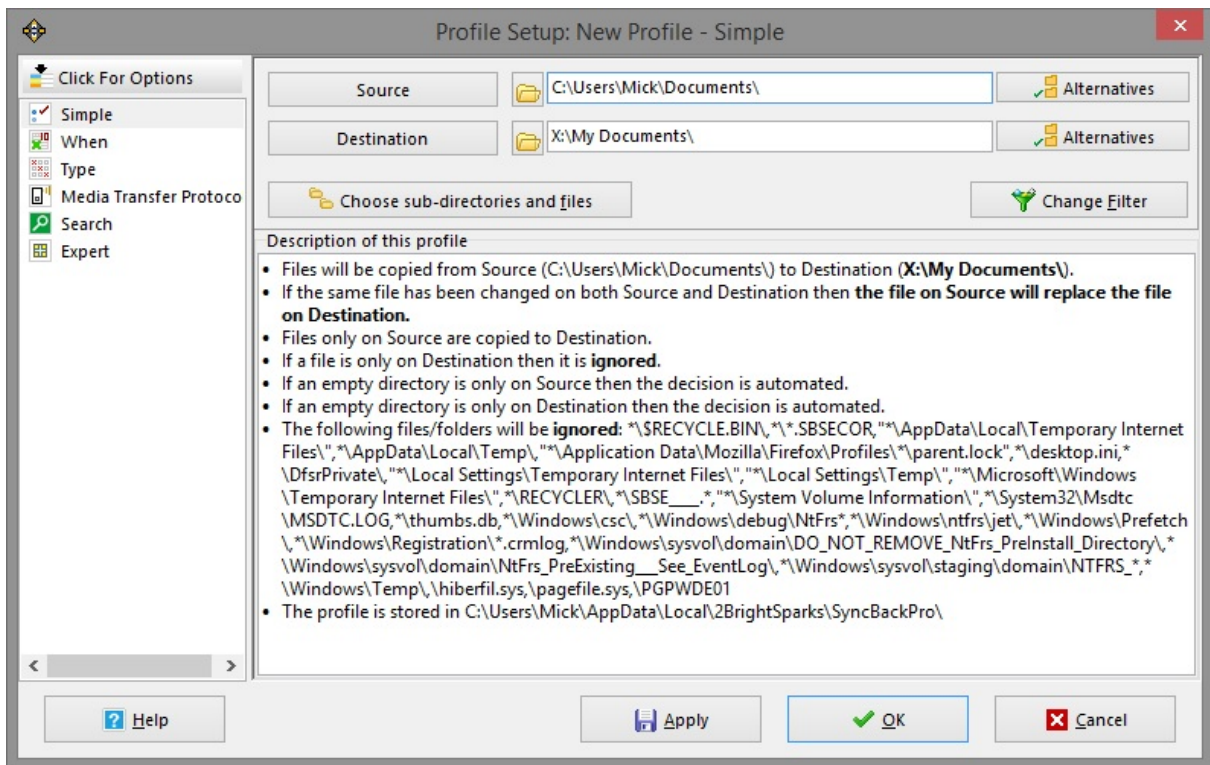 Profile Setup: New Profile - Simple
Click For Options
Simple
When
Type
Media Transfer Protoco
Search
Expert
Source
C:\Users\Mick\Documents\
Alternatives
Destination
X:\My Documents\
Alternatives
Choose sub-directories and files
Change Filter
Description of this profile
• Files will be copied from Source (C:\Users\Mick\Documents\) to Destination (X:\My Documents\).
• If the same file has been changed on both Source and Destination then the file on Source will replace the file
on Destination.
• Files only on Source are copied to Destination.
• If a file is only on Destination then it is ignored.
• If an empty directory is only on Source then the decision is automated.
• If an empty directory is only on Destination then the decision is automated.
• The following files/folders will be ignored: *\$RECYCLE.BIN\,*\*.SBSECOR,"*\AppData\Local\Temporary Internet
Files\",*\AppData\Local\Temp\,"*\Application Data\Mozilla\Firefox\Profiles\*\parent.lock",*\desktop.ini,*
\DfsrPrivate\,"*\Local Settings\Temporary Internet Files\","*\Local Settings\Temp\","*\Microsoft\Windows
\Temporary Internet Files\",*\RECYCLER\,*\SBSE___.*,"*\System Volume Information\",*\System32\Msdtc
\MSDTC.LOG,*\thumbs.db,*\Windows\csc\,*\Windows\debug\NtFrs*,*\Windows\ntfrs\jet\,*\Windows\Prefetch
\,*\Windows\Registration\*.crmlog,*\Windows\sysvol\domain\DO_NOT_REMOVE_NtFrs_PreInstall_Directory\,*
\Windows\sysvol\domain\NtFrs_PreExisting___See_EventLog\,*\Windows\sysvol\staging\domain\NTFRS_*,*
\Windows\Temp\,\hiberfil.sys,\pagefile.sys,\PGPWDE01
• The profile is stored in C:\Users\Mick\AppData\Local\2BrightSparks\SyncBackPro\
Help
Apply
OK
Cancel